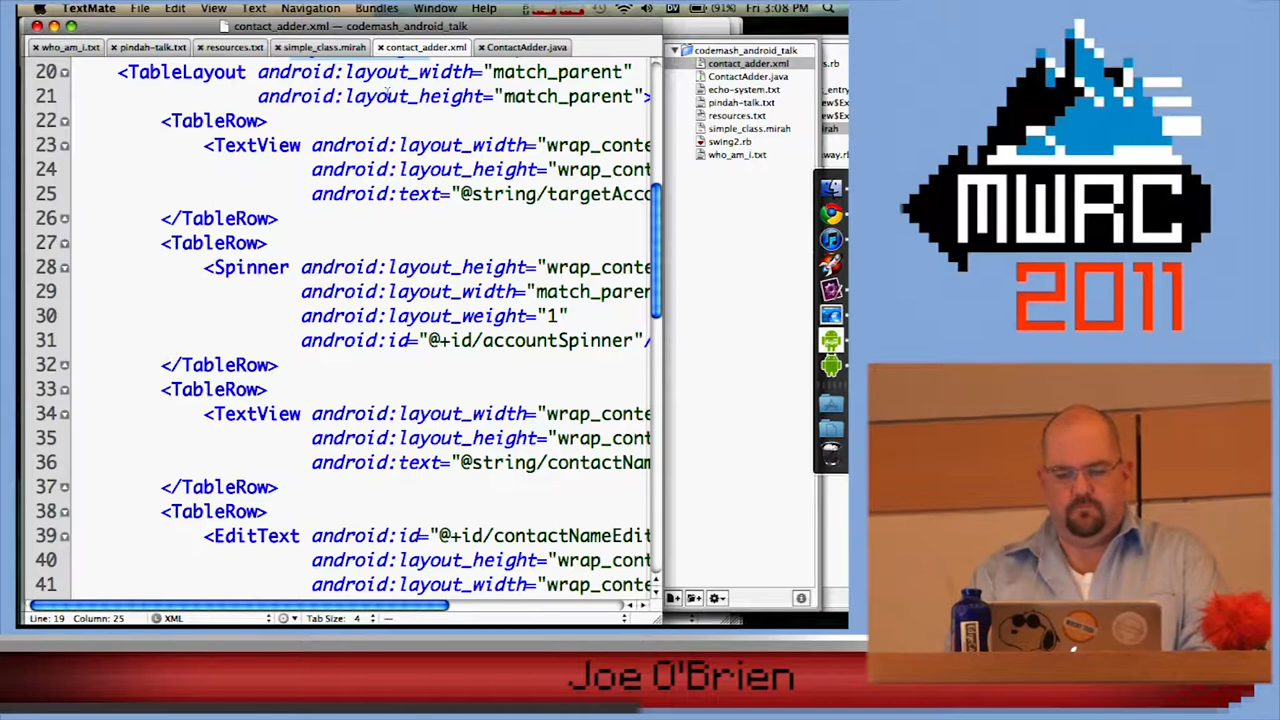 TextMate File Edit View Text Navigation Bundles Window Help (91%) Fri 3:08 PM
contact_adder.xml — codemash_android_talk
who_am_i.txt pindah-talk.txt resources.txt simple_class.mirah contact_adder.xml ContactAdder.java
20 <TableLayout android:layout_width="match_parent"
21 android:layout_height="match_parent">
22 <TableRow>
23 <TextView android:layout_width="wrap_conte
24 android:layout_height="wrap_conte
25 android:text="@string/targetAcco
26 </TableRow>
27 <TableRow>
28 <Spinner android:layout_height="wrap_conte
29 android:layout_width="match_paren
30 android:layout_weight="1"
31 android:id="@+id/accountSpinner"/
32 </TableRow>
33 <TableRow>
34 <TextView android:layout_width="wrap_conte
35 android:layout_height="wrap_conte
36 android:text="@string/contactNa
37 </TableRow>
38 <TableRow>
39 <EditText android:id="@+id/contactNameEdit
40 android:layout_height="wrap_conte
41 android:layout_width="wrap_conte
Line: 19 Column: 25 XML Tab Size: 4 —
codemash_android_talk
contact_adder.xml
ContactAdder.java
echo-system.txt
pindah-talk.txt
resources.txt
simple_class.mirah
swing2.rb
who_am_i.txt
MWRC
2011
Joe O'Brien